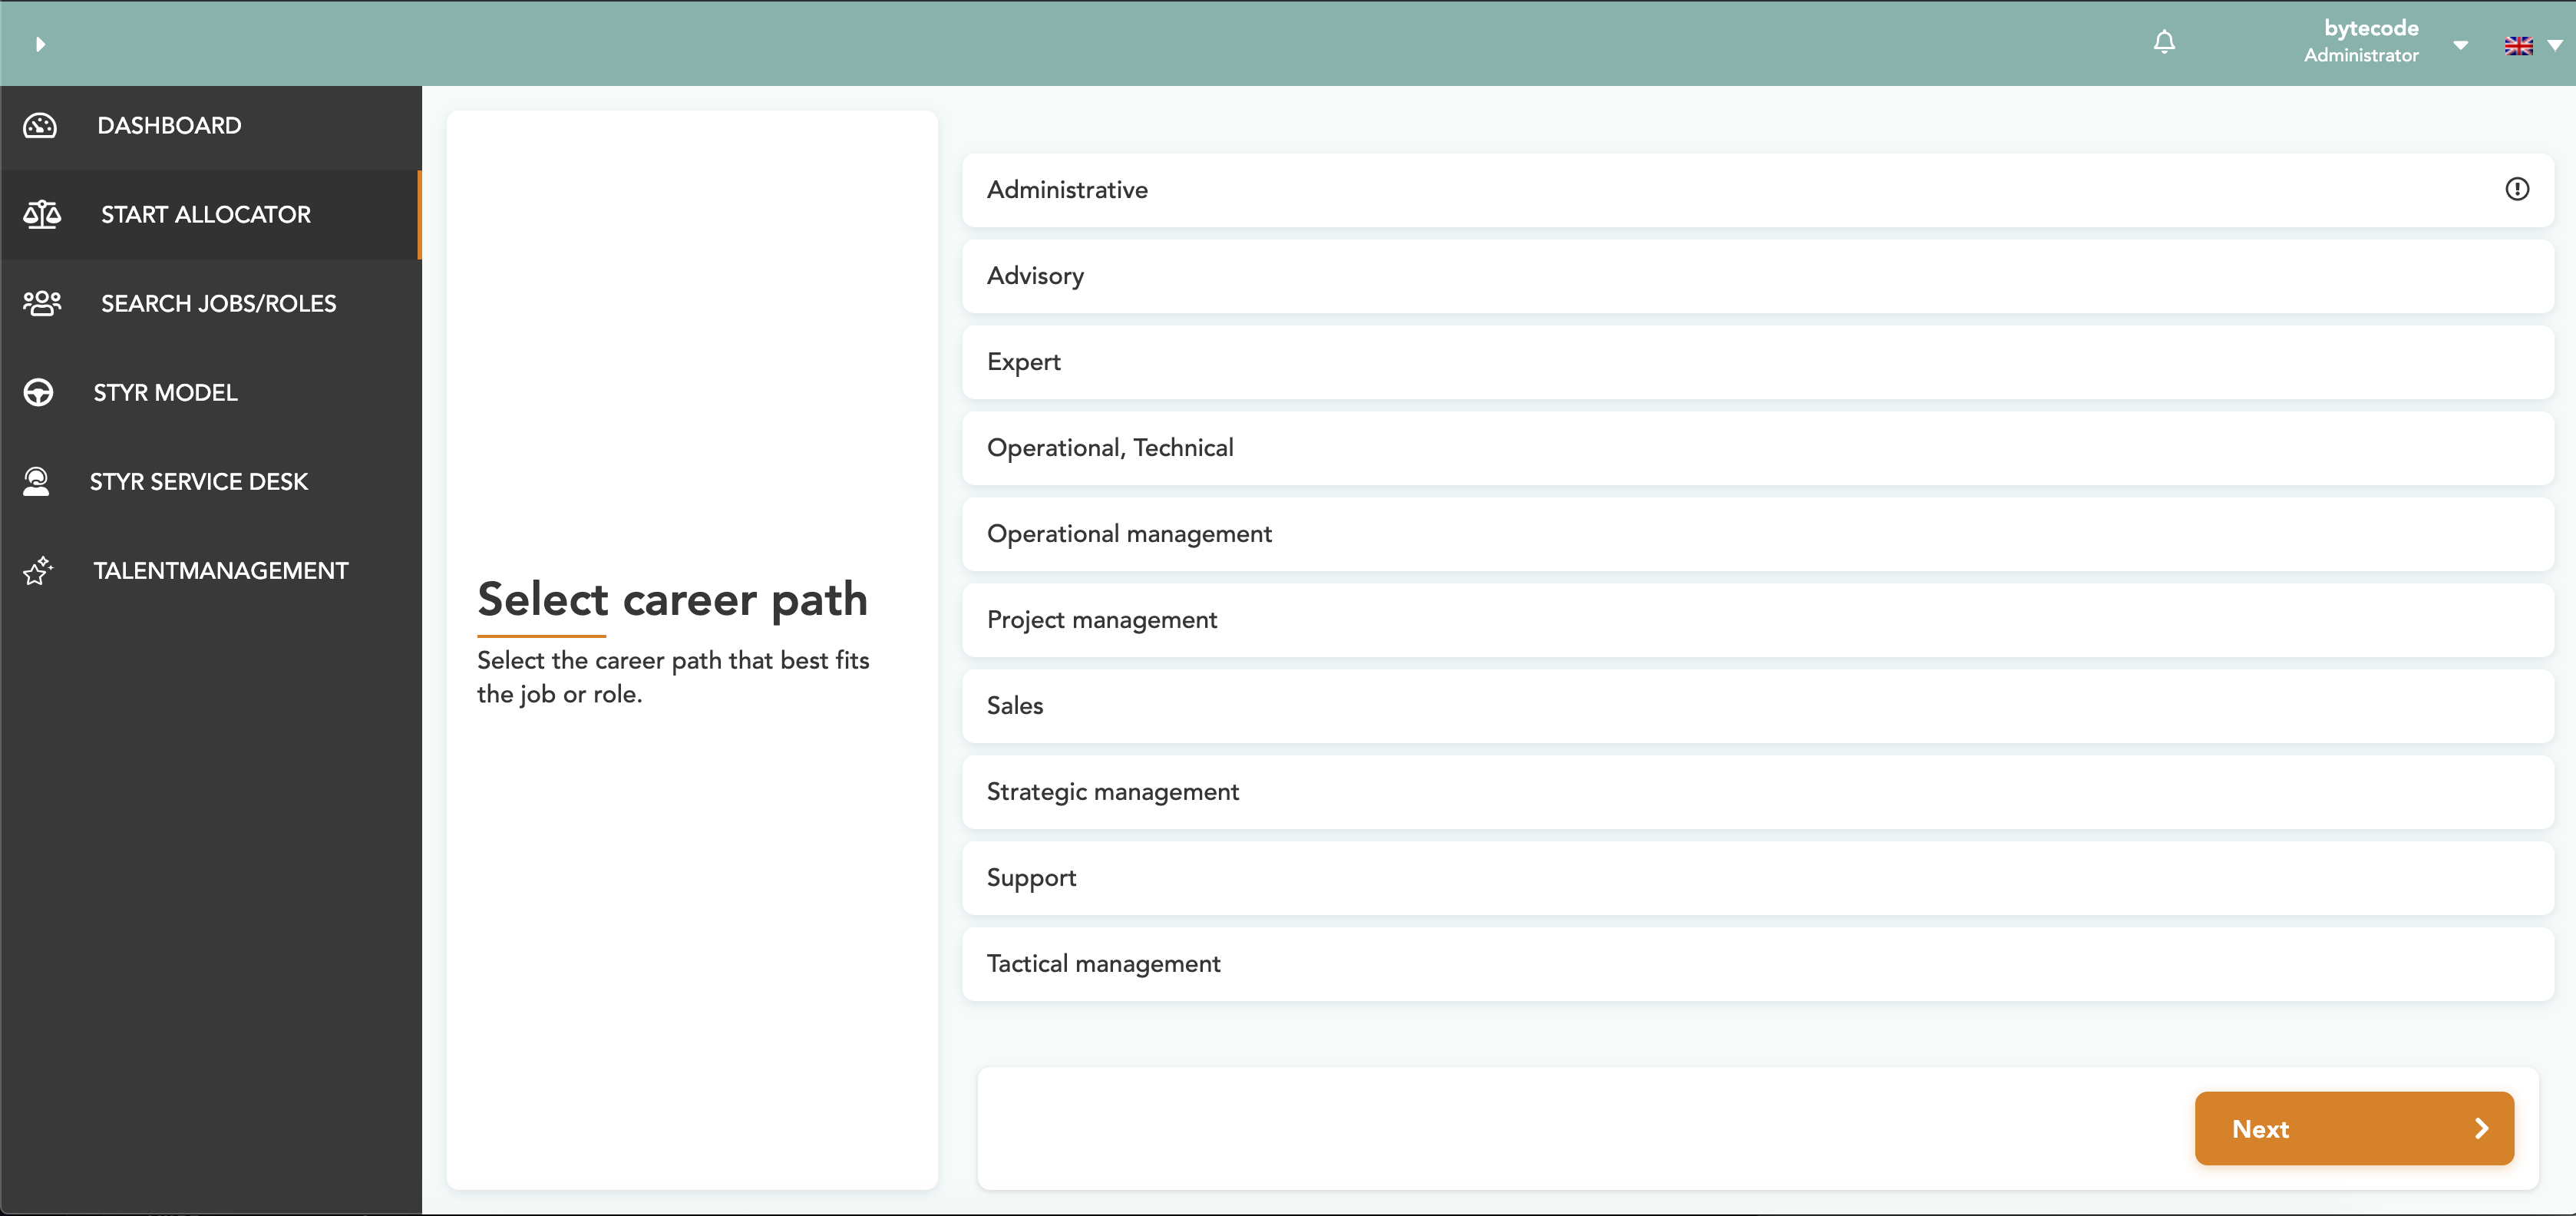 bytecode
Administrator
DASHBOARD
START ALLOCATOR
SEARCH JOBS/ROLES
STYR MODEL
STYR SERVICE DESK
TALENTMANAGEMENT
Select career path
Select the career path that best fits
the job or role.
Administrative
Advisory
Expert
Operational, Technical
Operational management
Project management
Sales
Strategic management
Support
Tactical management
Next